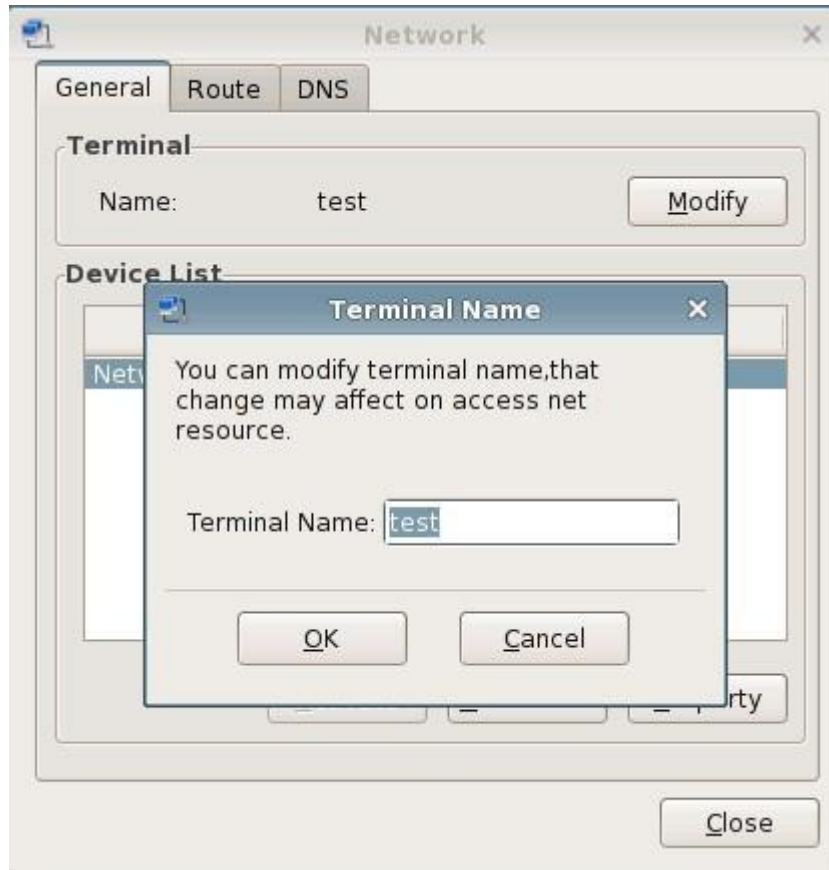 Network
General Route DNS
Terminal
Name: test Modify
Device List
Terminal Name
You can modify terminal name,that
change may affect on access net
resource.
Terminal Name: test
OK Cancel
Close